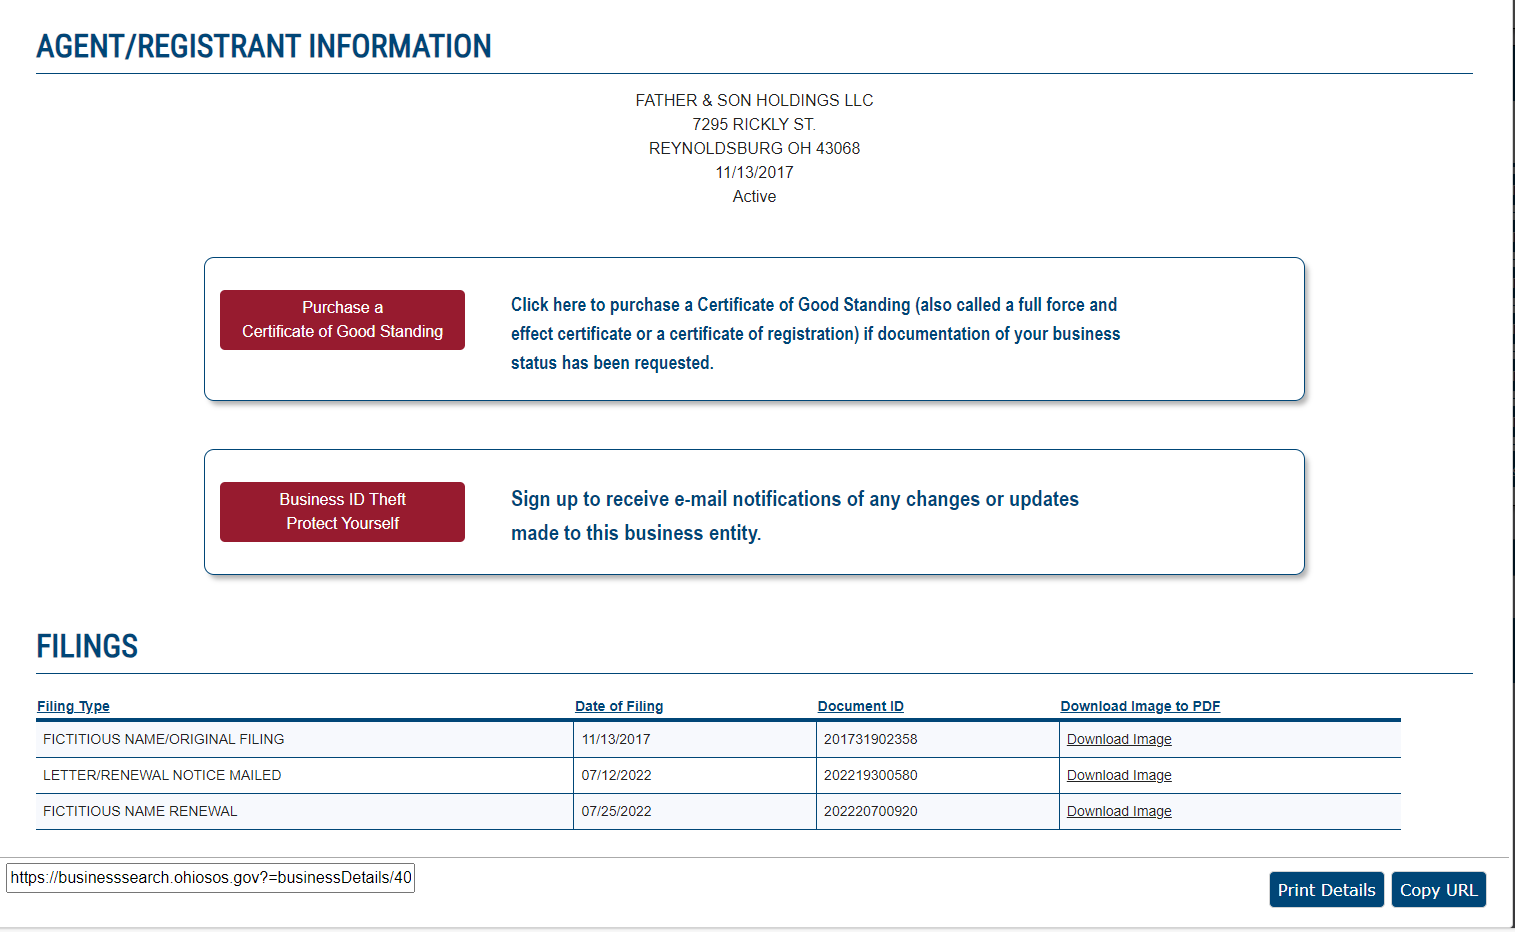 AGENT/REGISTRANT INFORMATION
FATHER & SON HOLDINGS LLC
7295 RICKLY ST.
REYNOLDSBURG OH 43068
11/13/2017
Active
Purchase a
Certificate of Good Standing
Click here to purchase a Certificate of Good Standing (also called a full force and
effect certificate or a certificate of registration) if documentation of your business
status has been requested.
Business ID Theft
Protect Yourself
Sign up to receive e-mail notifications of any changes or updates
made to this business entity.
FILINGS
Filing Type Date of Filing Document ID Download Image to PDF
FICTITIOUS NAME/ORIGINAL FILING 11/13/2017 201731902358 Download Image
LETTER/RENEWAL NOTICE MAILED 07/12/2022 202219300580 Download Image
FICTITIOUS NAME RENEWAL 07/25/2022 202220700920 Download Image
https://businesssearch.ohiosos.gov?=businessDetails/40
Print Details Copy URL